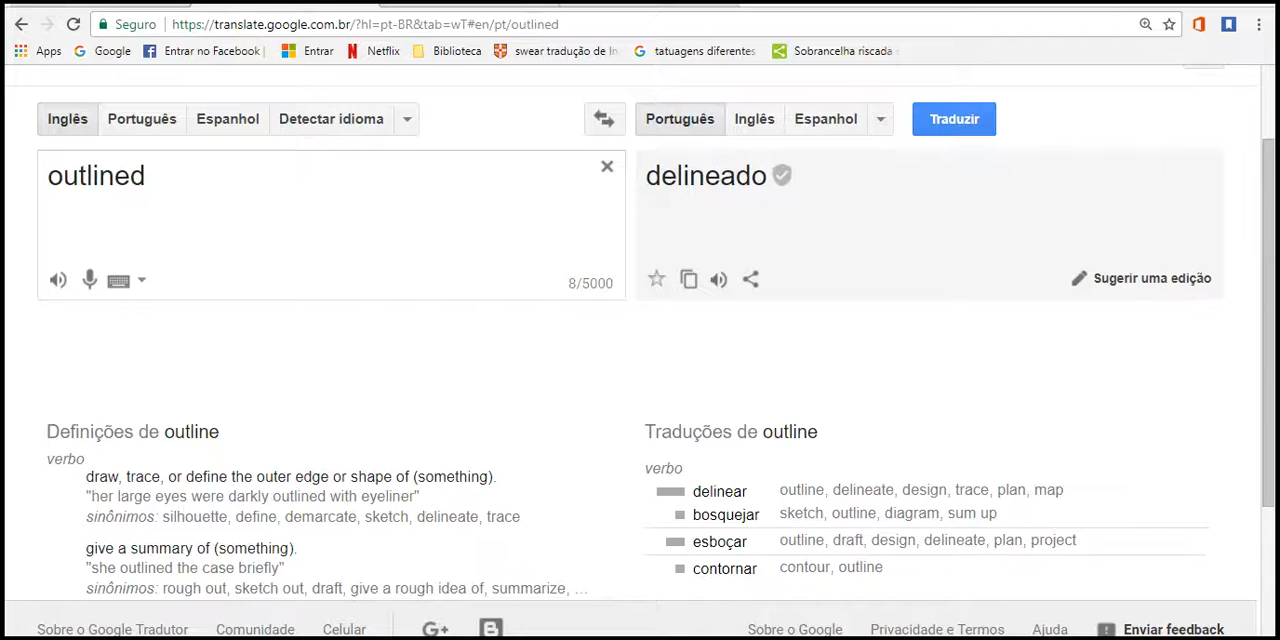 Seguro https://translate.google.com.br/?hl=pt-BR&tab=wT#en/pt/outlined
Apps Google Entrar no Facebook Entrar Netflix Biblioteca swear tradução de In tatuagens diferentes Sobrancelha riscada
Inglês Português Espanhol Detectar idioma Português Inglês Espanhol Traduzir
outlined delineado
8/5000 Sugerir uma edição
Definições de outline
verbo
draw, trace, or define the outer edge or shape of (something).
"her large eyes were darkly outlined with eyeliner"
sinônimos: silhouette, define, demarcate, sketch, delineate, trace
give a summary of (something).
"she outlined the case briefly"
sinônimos: rough out, sketch out, draft, give a rough idea of, summarize, ...
Traduções de outline
verbo
delinear outline, delineate, design, trace, plan, map
bosquejar sketch, outline, diagram, sum up
esboçar outline, draft, design, delineate, plan, project
contornar contour, outline
Sobre o Google Tradutor Comunidade Celular G+ B Sobre o Google Privacidade e Termos Ajuda Enviar feedback